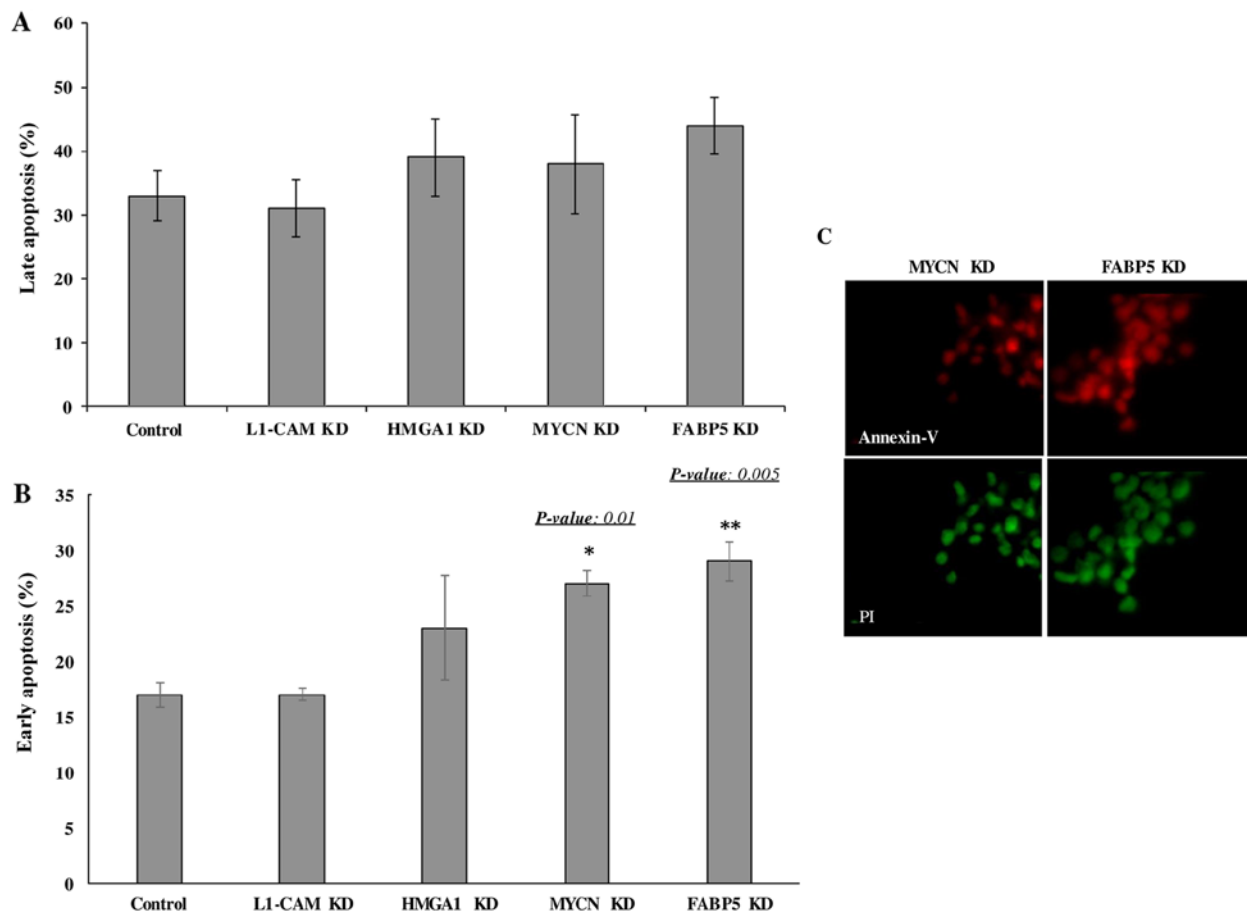 A
60
50
40
30
20
10
0
Late apoptosis (%)
Control L1-CAM KD HMGA1 KD MYCN KD FABP5 KD
B
35
30
25
20
15
10
5
0
Early apoptosis (%)
P-value: 0.01
*
P-value: 0.005
**
Control L1-CAM KD HMGA1 KD MYCN KD FABP5 KD
C
MYCN KD FABP5 KD
Annexin-V
PI